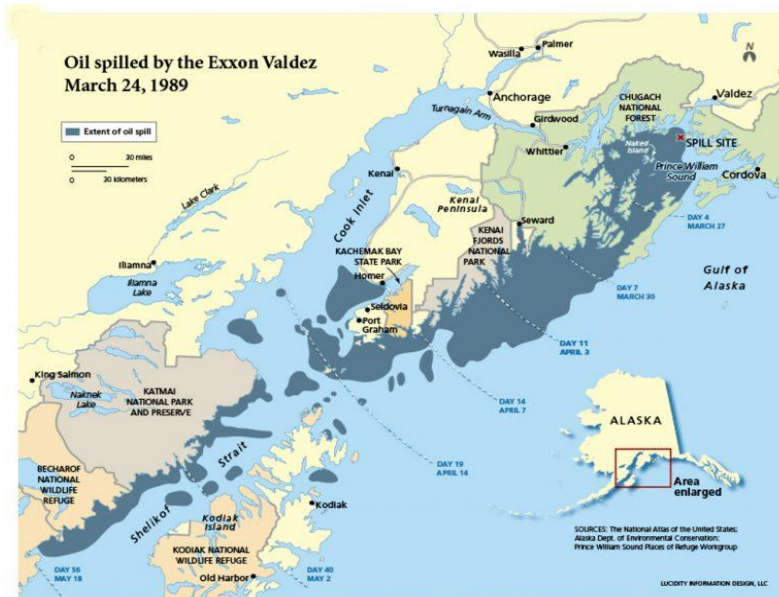 Oil spilled by the Exxon Valdez
March 24, 1989
Extent of oil spill
0 30 miles
0 30 kilometers
N
Wasilla
Palmer
Anchorage
Turnagain Arm
Girdwood
Whittier
CHUGACH
NATIONAL
FOREST
Valdez
Naked
Island
SPILL SITE
Prince William
Sound
Cordova
Kenai
Lake Clark
Cook Inlet
Kenai
Peninsula
Seward
KENAI
FJORDS
NATIONAL
PARK
KACHEMAK BAY
STATE PARK
Homer
Seldovia
Port
Graham
Iliamna
Iliamna
Lake
DAY 4
MARCH 27
DAY 7
MARCH 30
Gulf of
Alaska
DAY 11
APRIL 3
DAY 14
APRIL 7
DAY 19
APRIL 14
King Salmon
Naknek
Lake
KATMAI
NATIONAL PARK
AND PRESERVE
BECHAROF
NATIONAL
WILDLIFE
REFUGE
Shelikof Strait
Kodiak
Kodiak
Island
KODIAK NATIONAL
WILDLIFE REFUGE
Old Harbor
DAY 40
MAY 2
DAY 56
MAY 18
ALASKA
Area
enlarged
SOURCES: The National Atlas of the United States;
Alaska Dept. of Environmental Conservation;
Prince William Sound Places of Refuge Workgroup
LUCIDITY INFORMATION DESIGN, LLC